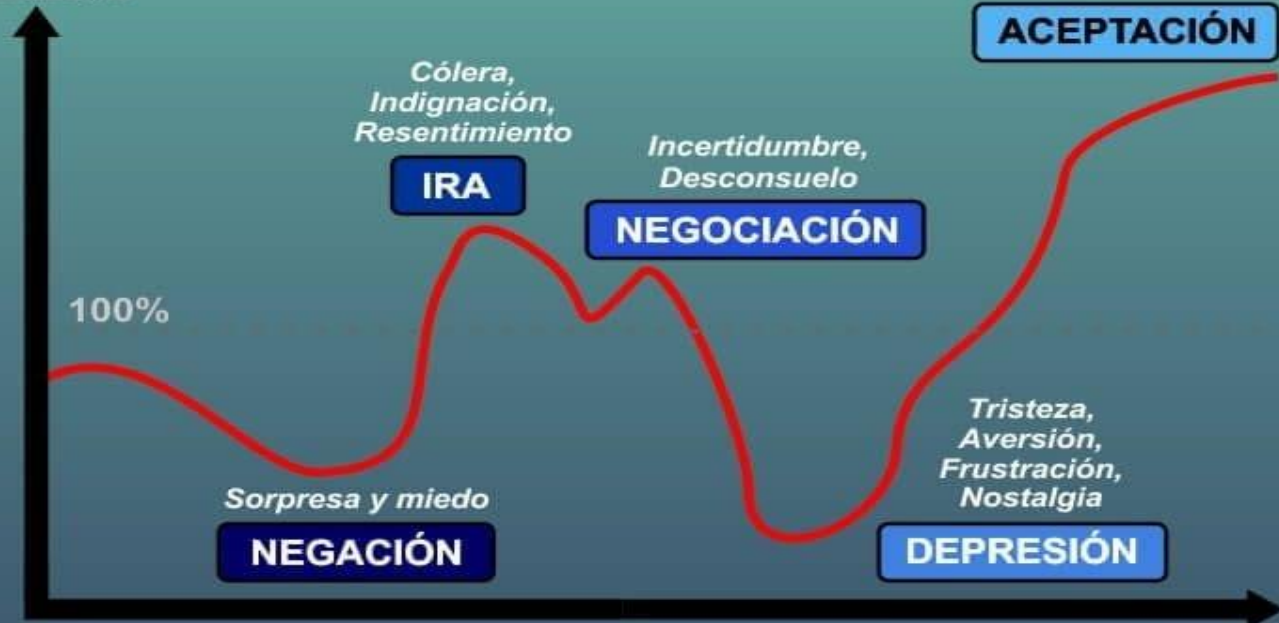 ACEPTACIÓN
Cólera,
Indignación,
Resentimiento
IRA
Incertidumbre,
Desconsuelo
NEGOCIACIÓN
100%
Sorpresa y miedo
NEGACIÓN
Tristeza,
Aversión,
Frustración,
Nostalgia
DEPRESIÓN